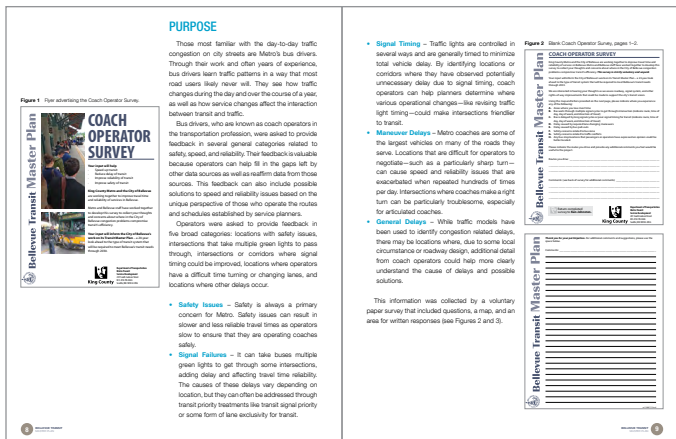 PURPOSE
Those most familiar with the day-to-day traffic
congestion on city streets are Metro's bus drivers.
Through their work and often years of experience,
bus drivers learn traffic patterns in a way that most
road users likely never will. They see how traffic
changes during the day and over the course of a year,
as well as how service changes affect the interaction
between transit and traffic.
Bus drivers, who are known as coach operators in
the transportation profession, were asked to provide
feedback in several general categories related to
safety, speed, and reliability. Their feedback is valuable
because operators can help fill in the gaps left by
other data sources as well as reaffirm data from those
sources. This feedback can also include possible
solutions to speed and reliability issues based on the
unique perspective of those who operate the routes
and schedules established by service planners.
Operators were asked to provide feedback in
five broad categories: locations with safety issues,
intersections that take multiple green lights to pass
through, intersections or corridors where signal
timing could be improved, locations where operators
have a difficult time turning or changing lanes, and
locations where other delays occur.
• Safety Issues – Safety is always a primary
concern for Metro. Safety issues can result in
slower and less reliable travel times as operators
slow to ensure that they are operating coaches
safely.
• Signal Failures – It can take buses multiple
green lights to get through some intersections,
adding delay and affecting travel time reliability.
The causes of these delays vary depending on
location, but they can often be addressed through
transit priority treatments like transit signal priority
or some form of lane exclusivity for transit.
Figure 1 Flyer advertising the Coach Operator Survey.
Bellevue Transit Master Plan
COACH
OPERATOR
SURVEY
Your input will help
King County
8
BELLEVUE TRANSIT
• Signal Timing – Traffic lights are controlled in
several ways and are generally timed to minimize
total vehicle delay. By identifying locations or
corridors where they have observed potentially
unnecessary delay due to signal timing, coach
operators can help planners determine where
various operational changes—like revising traffic
light timing—could make intersections friendlier
to transit.
• Maneuver Delays – Metro coaches are some of
the largest vehicles on many of the roads they
serve. Locations that are difficult for operators to
negotiate—such as a particularly sharp turn—
can cause speed and reliability issues that are
exacerbated when repeated hundreds of times
per day. Intersections where coaches make a right
turn can be particularly troublesome, especially
for articulated coaches.
• General Delays – While traffic models have
been used to identify congestion related delays,
there may be locations where, due to some local
circumstance or roadway design, additional detail
from coach operators could help more clearly
understand the cause of delays and possible
solutions.
This information was collected by a voluntary
paper survey that included questions, a map, and an
area for written responses (see Figures 2 and 3).
Figure 2 Blank Coach Operator Survey, pages 1–2.
Bellevue Transit Master Plan
COACH OPERATOR SURVEY
King County
Bellevue Transit Master Plan
BELLEVUE TRANSIT
9